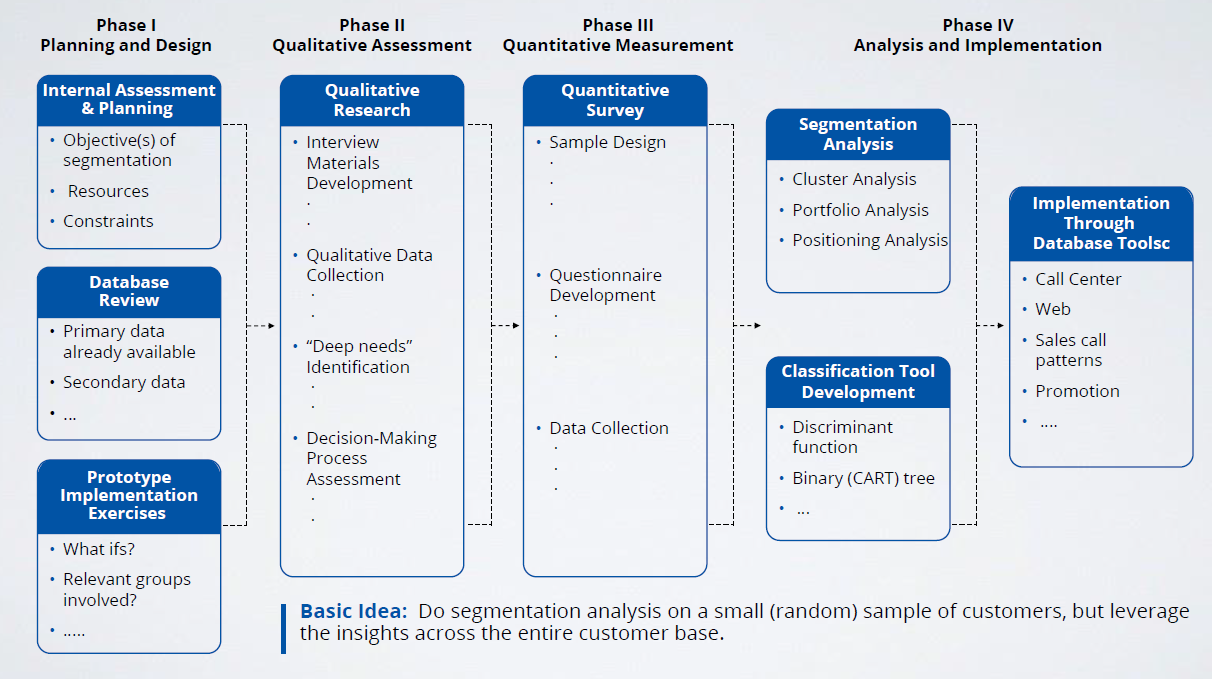 Phase I
Planning and Design
Internal Assessment
& Planning
• Objective(s) of
segmentation
• Resources
• Constraints
Database
Review
• Primary data
already available
• Secondary data
• ...
Prototype
Implementation
Exercises
• What ifs?
• Relevant groups
involved?
• .....
Phase II
Qualitative Assessment
Qualitative
Research
• Interview
Materials
Development
·
·
• Qualitative Data
Collection
·
·
• “Deep needs”
Identification
·
·
• Decision-Making
Process
Assessment
·
·
Phase III
Quantitative Measurement
Quantitative
Survey
• Sample Design
·
·
·
• Questionnaire
Development
·
·
·
• Data Collection
·
·
·
Phase IV
Analysis and Implementation
Segmentation
Analysis
• Cluster Analysis
• Portfolio Analysis
• Positioning Analysis
Classification Tool
Development
• Discriminant
function
• Binary (CART) tree
• ...
Implementation
Through
Database Toolsc
• Call Center
• Web
• Sales call
patterns
• Promotion
• ....
Basic Idea: Do segmentation analysis on a small (random) sample of customers, but leverage
the insights across the entire customer base.